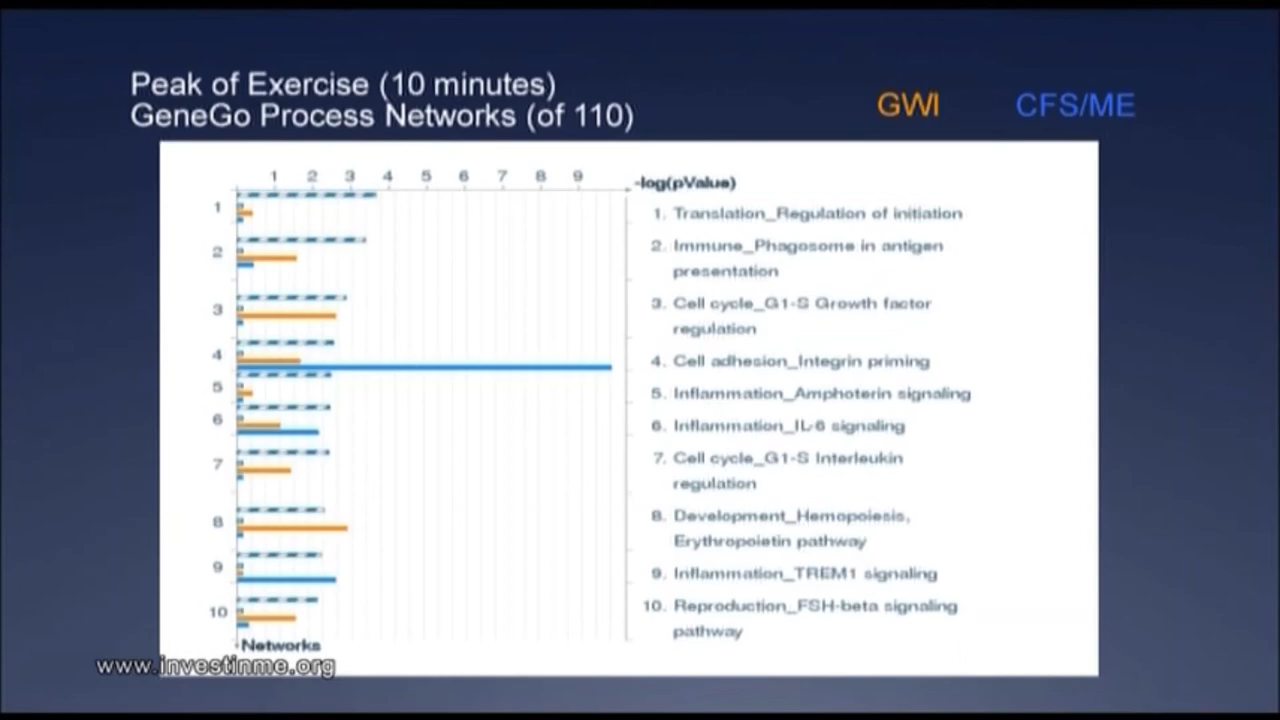 Peak of Exercise (10 minutes)
GeneGo Process Networks (of 110)
GWI
CFS/ME
1 2 3 4 5 6 7 8 9
-log(pValue)
1
2
3
4
5
6
7
8
9
10
1. Translation_Regulation of initiation
2. Immune_Phagosome in antigen
presentation
3. Cell cycle_G1-S Growth factor
regulation
4. Cell adhesion_Integrin priming
5. Inflammation_Amphoterin signaling
6. Inflammation_IL-6 signaling
7. Cell cycle_G1-S Interleukin
regulation
8. Development_Hemopoiesis,
Erythropoietin pathway
9. Inflammation_TREM1 signaling
10. Reproduction_FSH-beta signaling
pathway
Networks
www.investinme.org